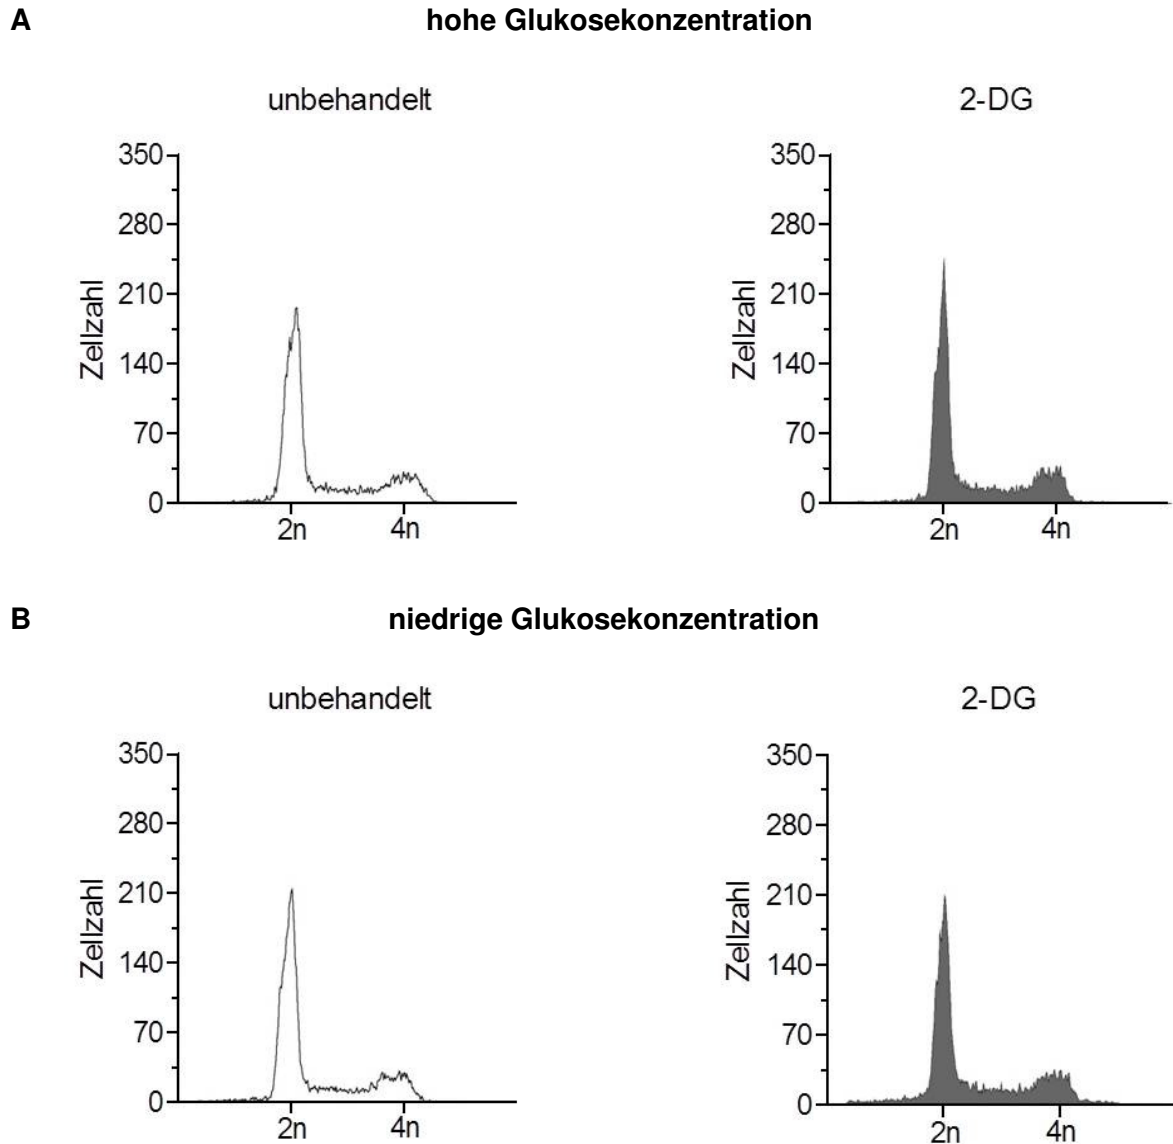 A
hohe Glukosekonzentration
unbehandelt
350
280
210
140
70
0
Zellzahl
2n
4n
2-DG
350
280
210
140
70
0
Zellzahl
2n
4n
B
niedrige Glukosekonzentration
unbehandelt
350
280
210
140
70
0
Zellzahl
2n
4n
2-DG
350
280
210
140
70
0
Zellzahl
2n
4n